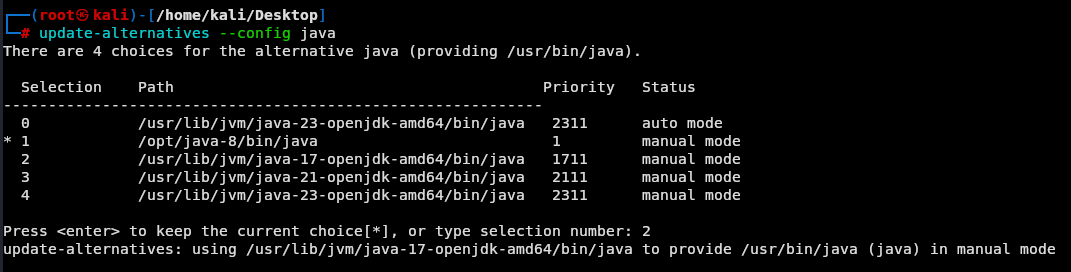 ┌──(root㉿kali)-[/home/kali/Desktop]
└─# update-alternatives --config java
There are 4 choices for the alternative java (providing /usr/bin/java).
  Selection    Path                                         Priority   Status
------------------------------------------------------------
  0            /usr/lib/jvm/java-23-openjdk-amd64/bin/java   2311      auto mode
* 1            /opt/java-8/bin/java                          1         manual mode
  2            /usr/lib/jvm/java-17-openjdk-amd64/bin/java   1711      manual mode
  3            /usr/lib/jvm/java-21-openjdk-amd64/bin/java   2111      manual mode
  4            /usr/lib/jvm/java-23-openjdk-amd64/bin/java   2311      manual mode
Press <enter> to keep the current choice[*], or type selection number: 2
update-alternatives: using /usr/lib/jvm/java-17-openjdk-amd64/bin/java to provide /usr/bin/java (java) in manual mode